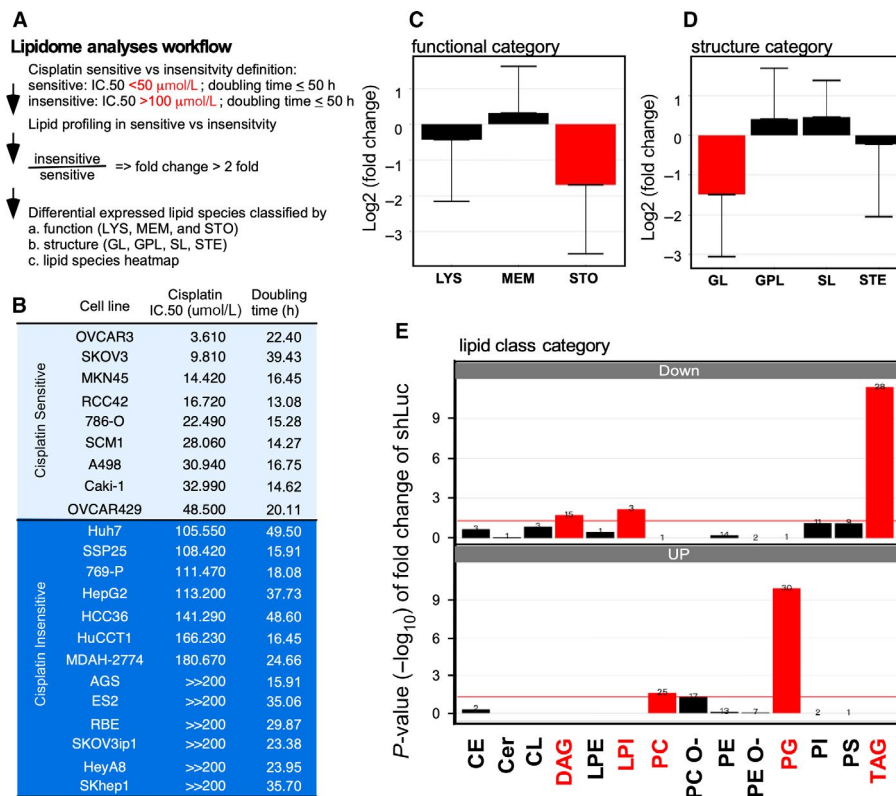 A
Lipidome analyses workflow
Cisplatin sensitive vs insensitvity definition:
sensitive: IC.50 <50 µmol/L ; doubling time ≤ 50 h
insensitive: IC.50 >100 µmol/L ; doubling time ≤ 50 h
Lipid profiling in sensitive vs insensitivity
insensitive
sensitive
=> fold change > 2 fold
Differential expressed lipid species classified by
a. function (LYS, MEM, and STO)
b. structure (GL, GPL, SL, STE)
c. lipid species heatmap
B
Cell line Cisplatin IC.50 (umol/L) Doubling time (h)
Cisplatin Sensitive
OVCAR3 3.610 22.40
SKOV3 9.810 39.43
MKN45 14.420 16.45
RCC42 16.720 13.08
786-O 22.490 15.28
SCM1 28.060 14.27
A498 30.940 16.75
Caki-1 32.990 14.62
OVCAR429 48.500 20.11
Cisplatin Insensitive
Huh7 105.550 49.50
SSP25 108.420 15.91
769-P 111.470 18.08
HepG2 113.200 37.73
HCC36 141.290 48.60
HuCCT1 166.230 16.45
MDAH-2774 180.670 24.66
AGS >>200 15.91
ES2 >>200 35.06
RBE >>200 29.87
SKOV3ip1 >>200 23.38
HeyA8 >>200 23.95
SKhep1 >>200 35.70
C
functional category
Log2 (fold change)
1
0
−1
−2
−3
LYS MEM STO
D
structure category
Log2 (fold change)
1
0
−1
−2
−3
GL GPL SL STE
E
lipid class category
P-value (−log10) of fold change of shLuc
Down
9
6
3
0
3 1 3 15 1 3 1 14 2 1 11 9 28
UP
9
6
3
0
2 25 17 13 7 30 2 1
CE Cer CL DAG LPE LPI PC PC O- PE PE O- PG PI PS TAG